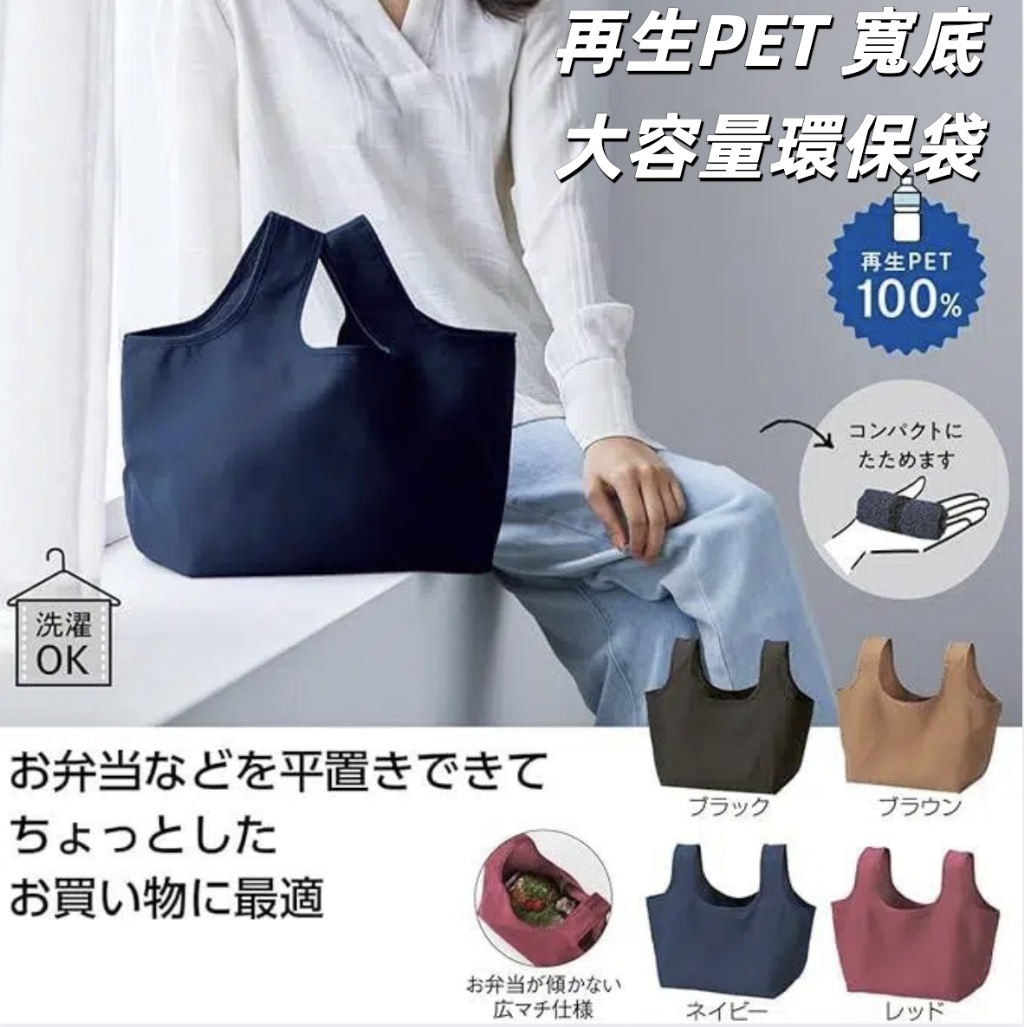 再生PET 寬底
大容量環保袋
再生PET
100%
コンパクトに
たためます
洗濯
OK
お弁当などを平置きできて
ちょっとした
お買い物に最適
ブラック
ブラウン
お弁当が傾かない
広マチ仕様
ネイビー
レッド